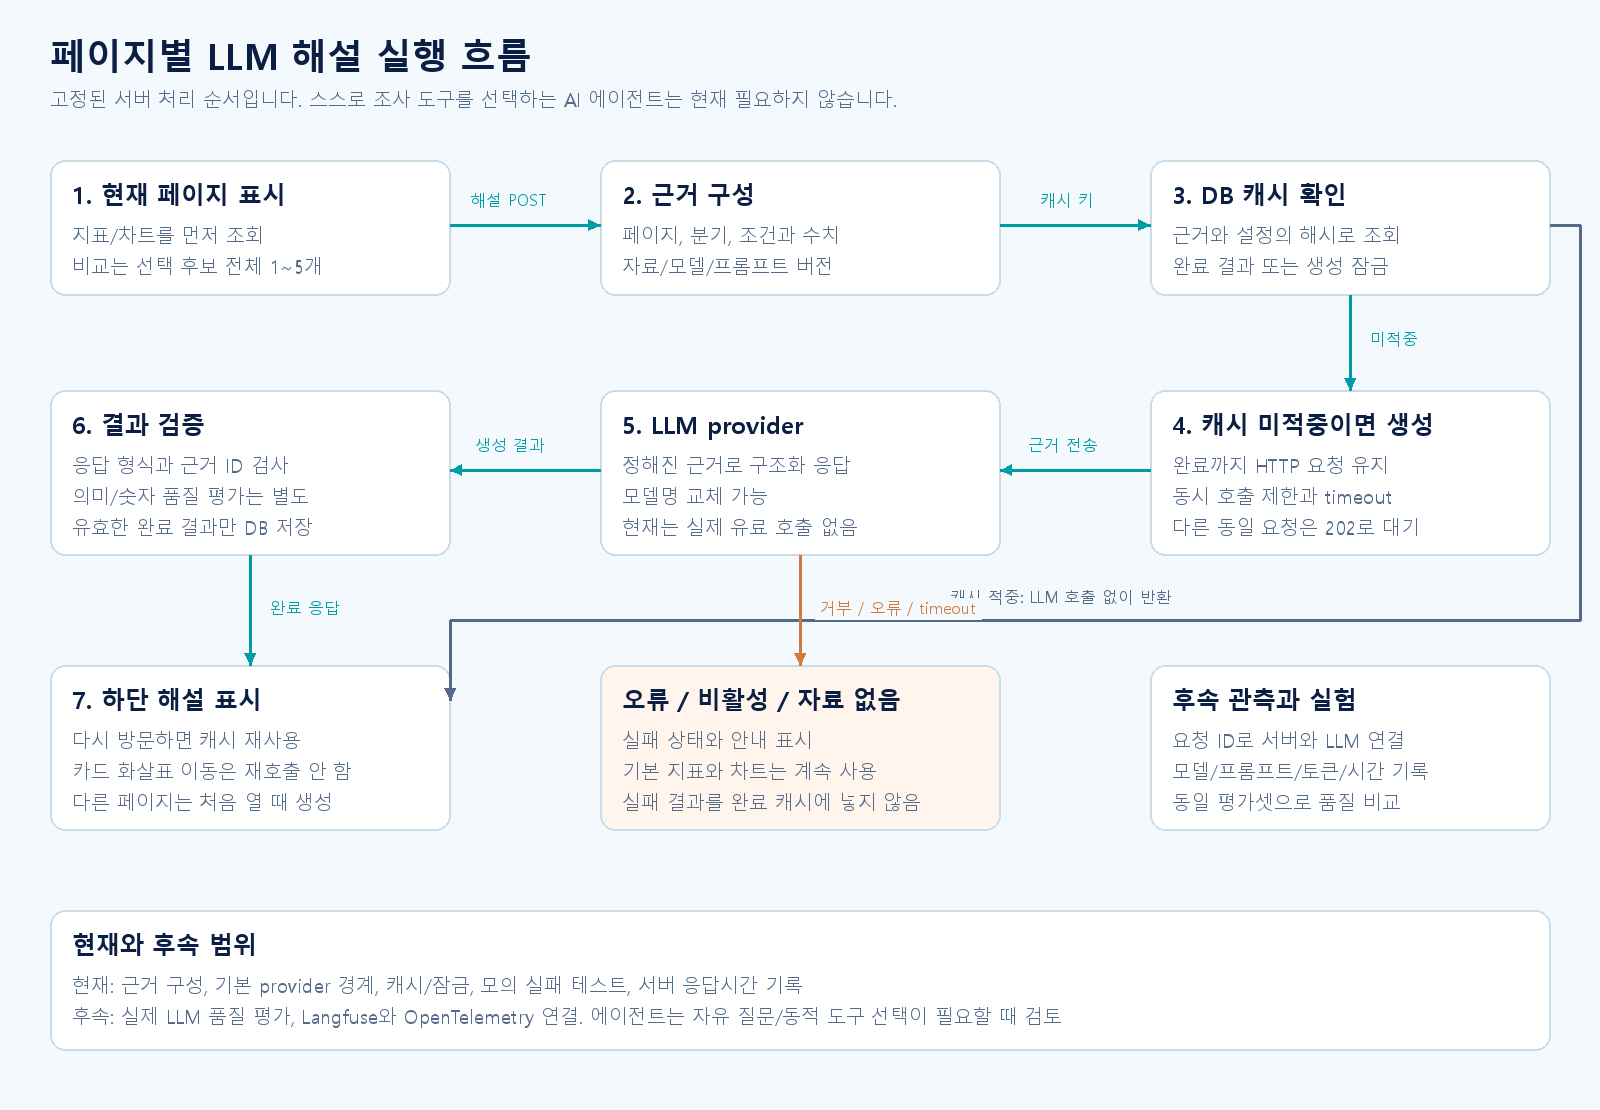 페이지별 LLM 해설 실행 흐름
고정된 서버 처리 순서입니다. 스스로 조사 도구를 선택하는 AI 에이전트는 현재 필요하지 않습니다.
1. 현재 페이지 표시
지표/차트를 먼저 조회
비교는 선택 후보 전체 1~5개
해설 POST
2. 근거 구성
페이지, 분기, 조건과 수치
자료/모델/프롬프트 버전
캐시 키
3. DB 캐시 확인
근거와 설정의 해시로 조회
완료 결과 또는 생성 잠금
미적중
4. 캐시 미적중이면 생성
완료까지 HTTP 요청 유지
동시 호출 제한과 timeout
다른 동일 요청은 202로 대기
근거 전송
5. LLM provider
정해진 근거로 구조화 응답
모델명 교체 가능
현재는 실제 유료 호출 없음
생성 결과
6. 결과 검증
응답 형식과 근거 ID 검사
의미/숫자 품질 평가는 별도
유효한 완료 결과만 DB 저장
완료 응답
거부 / 오류 / timeout
캐시 적중: LLM 호출 없이 반환
7. 하단 해설 표시
다시 방문하면 캐시 재사용
카드 화살표 이동은 재호출 안 함
다른 페이지는 처음 열 때 생성
오류 / 비활성 / 자료 없음
실패 상태와 안내 표시
기본 지표와 차트는 계속 사용
실패 결과를 완료 캐시에 넣지 않음
후속 관측과 실험
요청 ID로 서버와 LLM 연결
모델/프롬프트/토큰/시간 기록
동일 평가셋으로 품질 비교
현재와 후속 범위
현재: 근거 구성, 기본 provider 경계, 캐시/잠금, 모의 실패 테스트, 서버 응답시간 기록
후속: 실제 LLM 품질 평가, Langfuse와 OpenTelemetry 연결. 에이전트는 자유 질문/동적 도구 선택이 필요할 때 검토